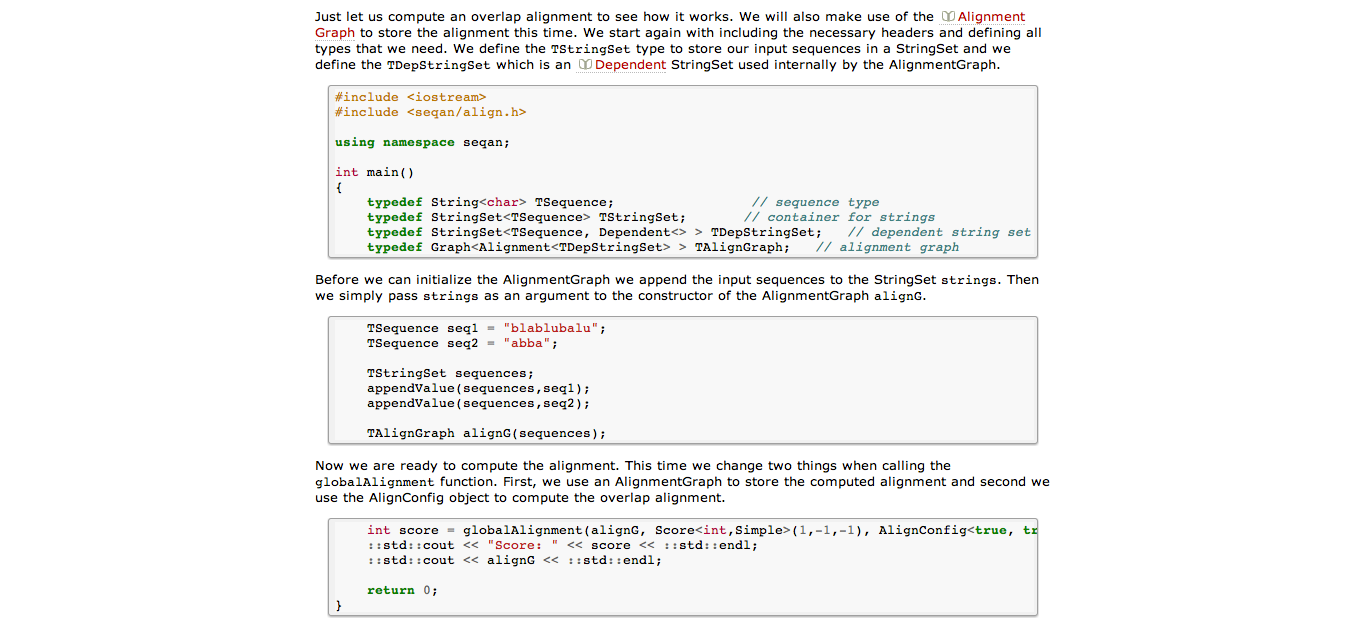 Just let us compute an overlap alignment to see how it works. We will also make use of the Alignment
Graph to store the alignment this time. We start again with including the necessary headers and defining all
types that we need. We define the TStringSet type to store our input sequences in a StringSet and we
define the TDepStringSet which is an Dependent StringSet used internally by the AlignmentGraph.
#include <iostream>
#include <seqan/align.h>
using namespace seqan;
int main()
{
typedef String<char> TSequence; // sequence type
typedef StringSet<TSequence> TStringSet; // container for strings
typedef StringSet<TSequence, Dependent<> > TDepStringSet; // dependent string set
typedef Graph<Alignment<TDepStringSet> > TAlignGraph; // alignment graph
Before we can initialize the AlignmentGraph we append the input sequences to the StringSet strings. Then
we simply pass strings as an argument to the constructor of the AlignmentGraph alignG.
TSequence seq1 = "blablubalu";
TSequence seq2 = "abba";
TStringSet sequences;
appendValue(sequences,seq1);
appendValue(sequences,seq2);
TAlignGraph alignG(sequences);
Now we are ready to compute the alignment. This time we change two things when calling the
globalAlignment function. First, we use an AlignmentGraph to store the computed alignment and second we
use the AlignConfig object to compute the overlap alignment.
int score = globalAlignment(alignG, Score<int,Simple>(1,-1,-1), AlignConfig<true, tr
::std::cout << "Score: " << score << ::std::endl;
::std::cout << alignG << ::std::endl;
return 0;
}